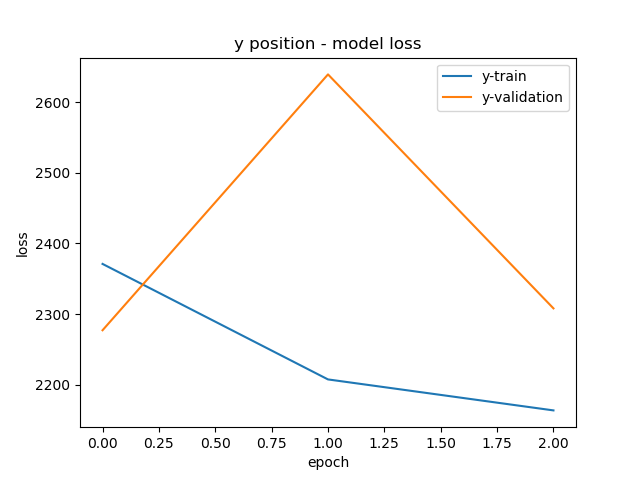 y position - model loss
y-train
y-validation
2600
2500
2400
2300
2200
loss
0.00 0.25 0.50 0.75 1.00 1.25 1.50 1.75 2.00
epoch